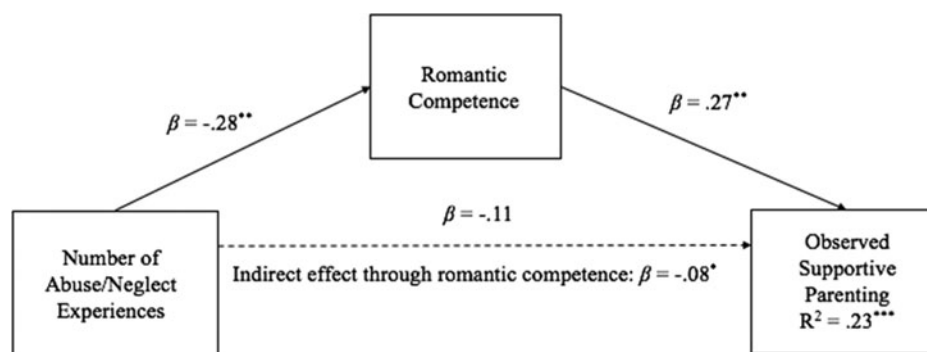 Romantic
Competence
β = -.28**
β = .27**
β = -.11
Number of
Abuse/Neglect
Experiences
Indirect effect through romantic competence: β = -.08*
Observed
Supportive
Parenting
R² = .23***